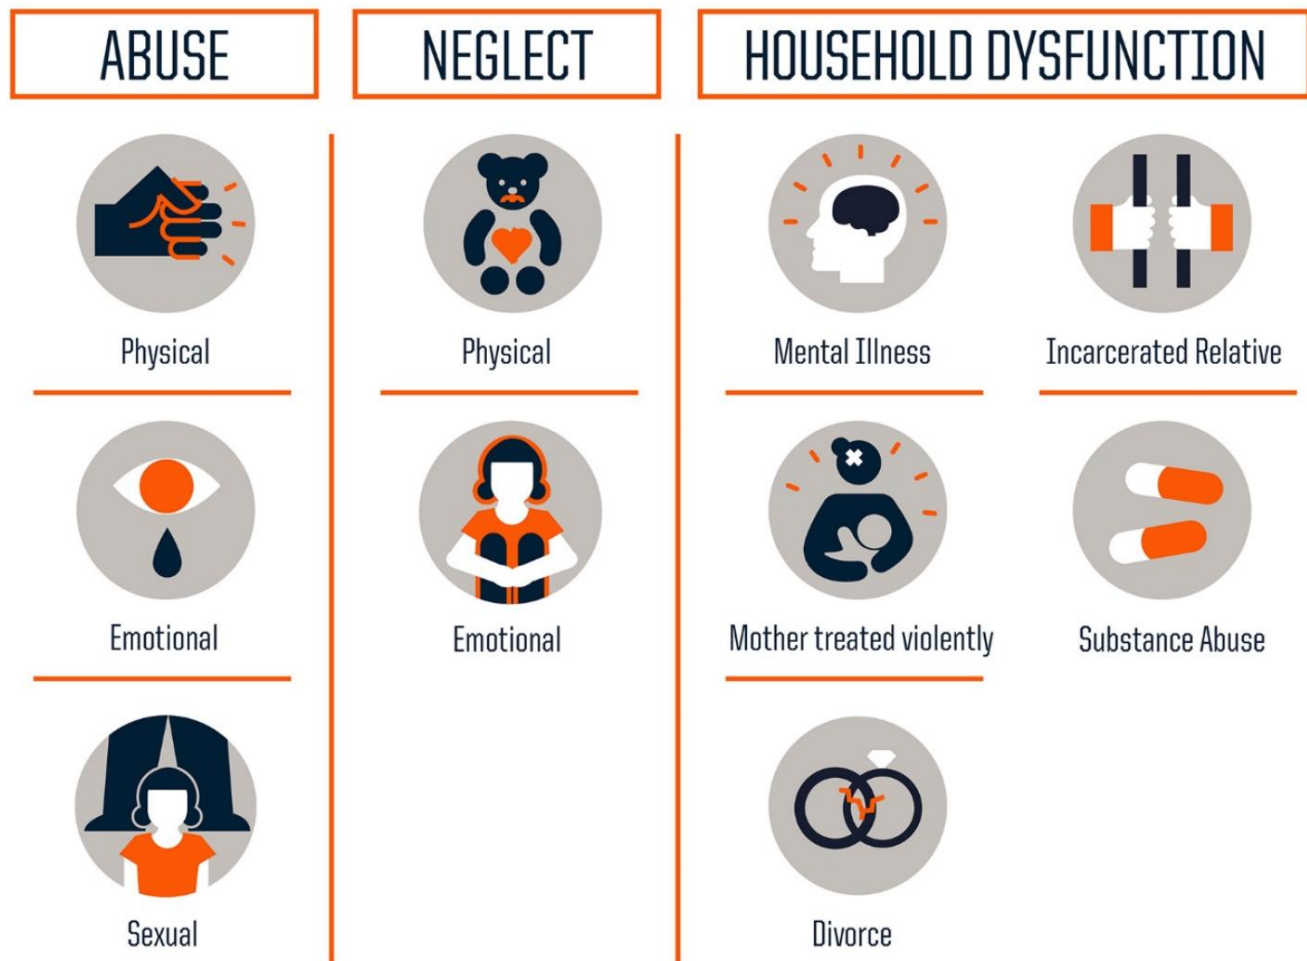 ABUSE
Physical
Emotional
Sexual
NEGLECT
Physical
Emotional
HOUSEHOLD DYSFUNCTION
Mental Illness
Incarcerated Relative
Mother treated violently
Substance Abuse
Divorce